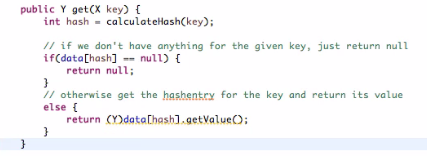 public Y get(X key) {
int hash = calculateHash(key);
// if we don't have anything for the given key, just return null
if(data[hash] == null) {
return null;
}
// otherwise get the hashentry for the key and return its value
else {
return (Y)data[hash].getValue();
}
}